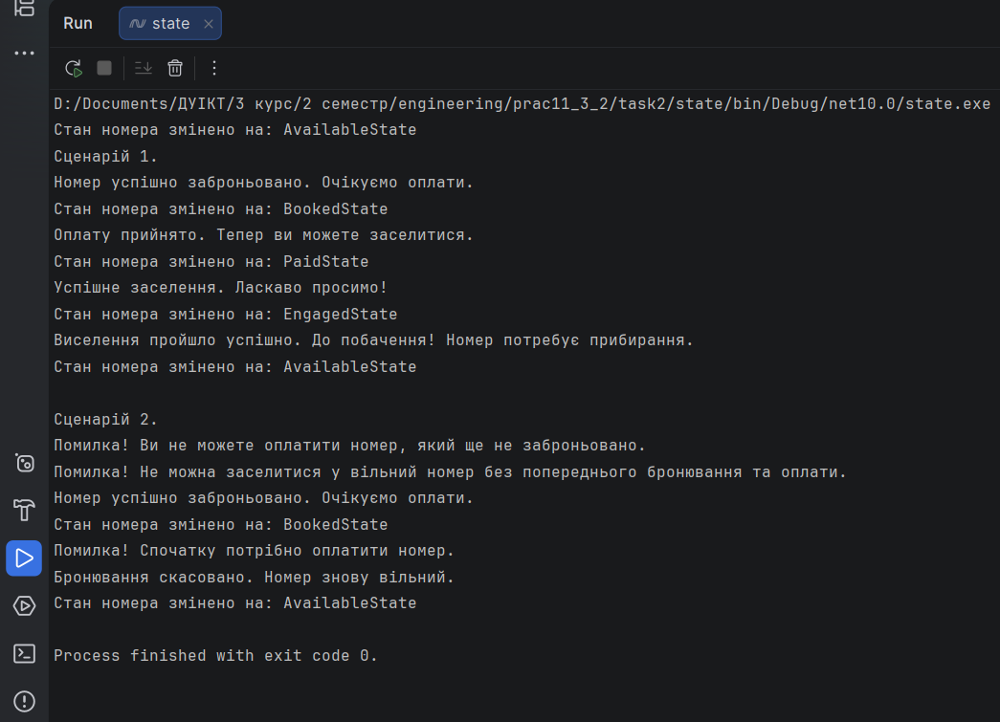 Run state
D:/Documents/ДУІКТ/3 курс/2 семестр/engineering/prac11_3_2/task2/state/bin/Debug/net10.0/state.exe
Стан номера змінено на: AvailableState
Сценарій 1.
Номер успішно заброньовано. Очікуємо оплати.
Стан номера змінено на: BookedState
Оплату прийнято. Тепер ви можете заселитися.
Стан номера змінено на: PaidState
Успішне заселення. Ласкаво просимо!
Стан номера змінено на: EngagedState
Виселення пройшло успішно. До побачення! Номер потребує прибирання.
Стан номера змінено на: AvailableState
Сценарій 2.
Помилка! Ви не можете оплатити номер, який ще не заброньовано.
Помилка! Не можна заселитися у вільний номер без попереднього бронювання та оплати.
Номер успішно заброньовано. Очікуємо оплати.
Стан номера змінено на: BookedState
Помилка! Спочатку потрібно оплатити номер.
Бронювання скасовано. Номер знову вільний.
Стан номера змінено на: AvailableState
Process finished with exit code 0.